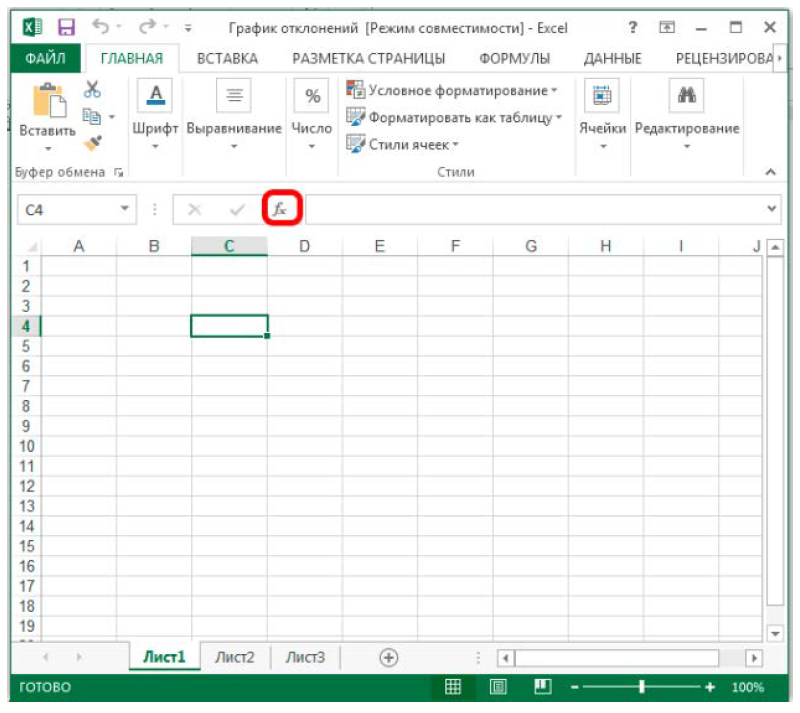 График отклонений [Режим совместимости] - Excel
ФАЙЛ ГЛАВНАЯ ВСТАВКА РАЗМЕТКА СТРАНИЦЫ ФОРМУЛЫ ДАННЫЕ РЕЦЕНЗИРОВА
Вставить Шрифт Выравнивание Число Условное форматирование Ячейки Редактирование
Форматировать как таблицу
Стили ячеек
Буфер обмена Стили
C4 fx
A B C D E F G H I J
1
2
3
4
5
6
7
8
9
10
11
12
13
14
15
16
17
18
19
Лист1 Лист2 Лист3
ГОТОВО 100%